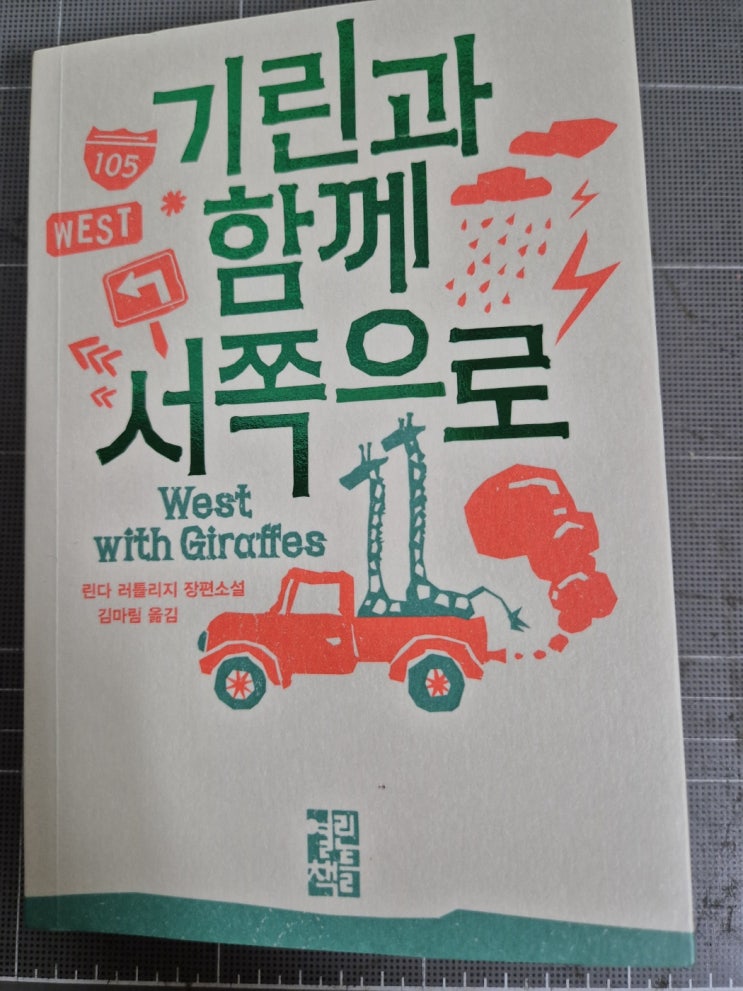 기린과
105
함께
WEST
서쪽으로
West
with Giraffes
린다 러틀리지 장편소설
김마림 옮김
열린
책들